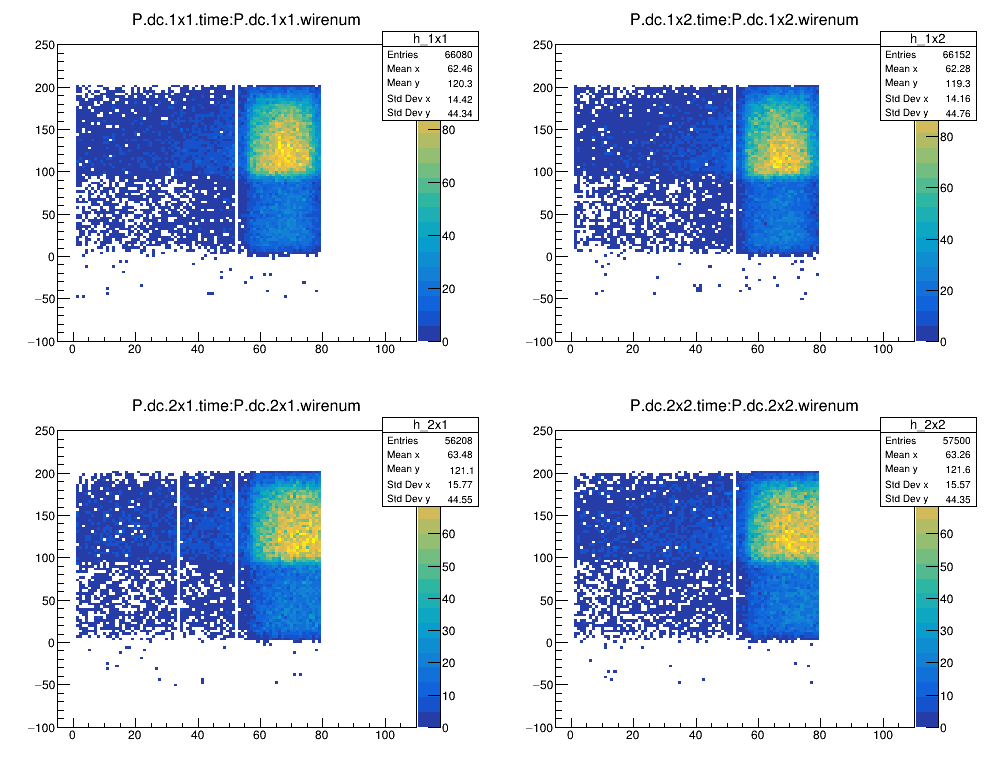 P.dc.1x1.time:P.dc.1x1.wirenum
h_1x1
Entries 66080
Mean x 62.46
Mean y 120.3
Std Dev x 14.42
Std Dev y 44.34
250
200
150
100
50
0
−50
−100
0 20 40 60 80 100
80
60
40
20
0
P.dc.1x2.time:P.dc.1x2.wirenum
h_1x2
Entries 66152
Mean x 62.28
Mean y 119.3
Std Dev x 14.16
Std Dev y 44.76
250
200
150
100
50
0
−50
−100
0 20 40 60 80 100
80
60
40
20
0
P.dc.2x1.time:P.dc.2x1.wirenum
h_2x1
Entries 56208
Mean x 63.48
Mean y 121.1
Std Dev x 15.77
Std Dev y 44.55
250
200
150
100
50
0
−50
−100
0 20 40 60 80 100
60
50
40
30
20
10
0
P.dc.2x2.time:P.dc.2x2.wirenum
h_2x2
Entries 57500
Mean x 63.26
Mean y 121.6
Std Dev x 15.57
Std Dev y 44.35
250
200
150
100
50
0
−50
−100
0 20 40 60 80 100
60
50
40
30
20
10
0